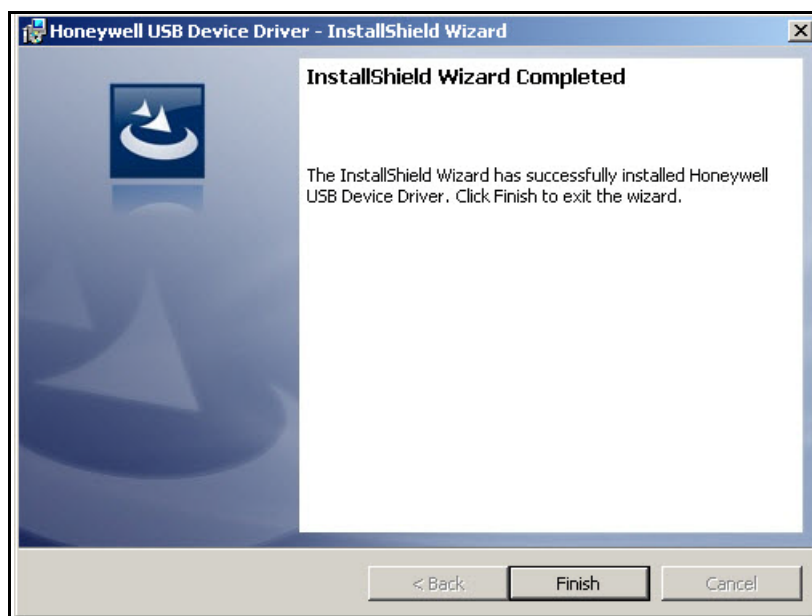 Honeywell USB Device Driver - InstallShield Wizard
InstallShield Wizard Completed
The InstallShield Wizard has successfully installed Honeywell
USB Device Driver. Click Finish to exit the wizard.
< Back Finish Cancel